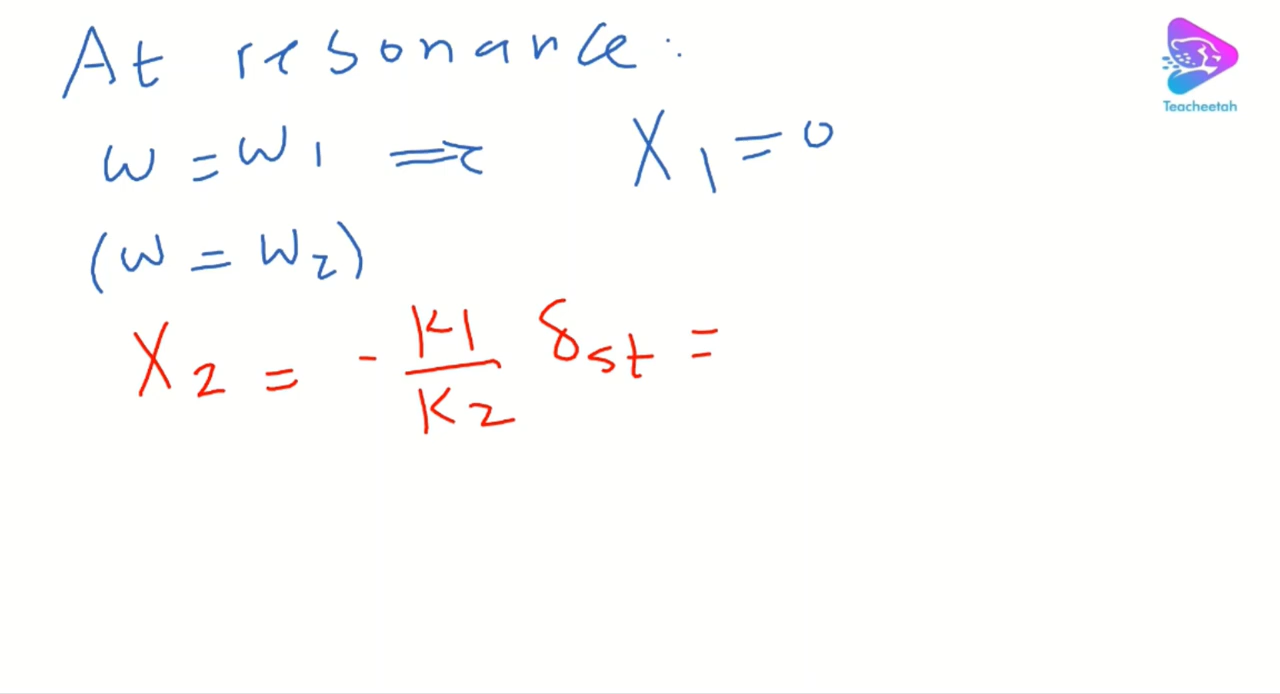 At resonance:
Teacheetah
w = w1 ⇒ X1 = 0
(w = w2)
X2 = - K1/K2 δst =